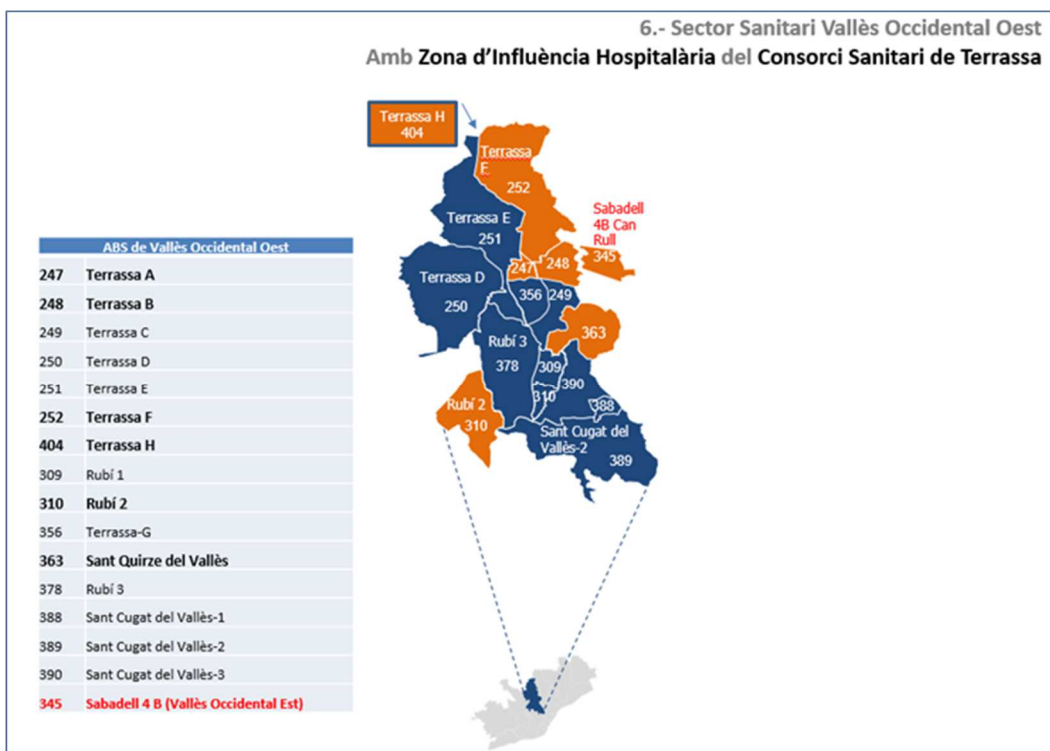 6.- Sector Sanitari Vallès Occidental Oest
Amb Zona d'Influència Hospitalària del Consorci Sanitari de Terrassa
Terrassa H
404
Terrassa
F
252
Terrassa E
251
Sabadell
4B Can
Rull
345
247
248
Terrassa D
250
356
249
363
Rubí 3
378
309
390
310
388
Rubí 2
310
Sant Cugat del
Vallès-2
389
ABS de Vallès Occidental Oest
247 Terrassa A
248 Terrassa B
249 Terrassa C
250 Terrassa D
251 Terrassa E
252 Terrassa F
404 Terrassa H
309 Rubí 1
310 Rubí 2
356 Terrassa-G
363 Sant Quirze del Vallès
378 Rubí 3
388 Sant Cugat del Vallès-1
389 Sant Cugat del Vallès-2
390 Sant Cugat del Vallès-3
345 Sabadell 4 B (Vallès Occidental Est)